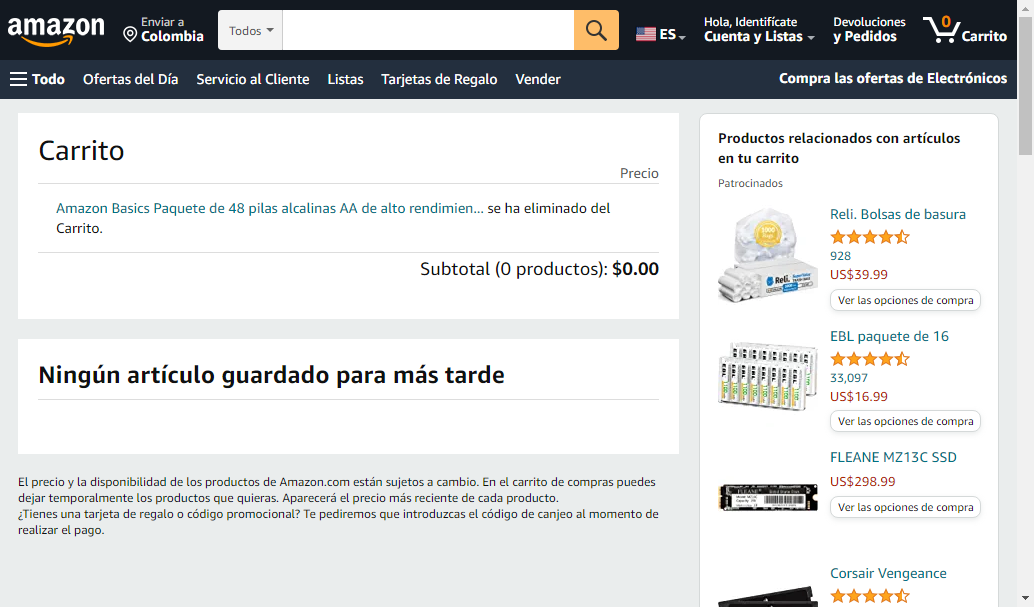 amazon
Enviar a
Colombia
Todos
ES
Hola, Identifícate
Cuenta y Listas
Devoluciones
y Pedidos
0
Carrito
Todo
Ofertas del Día
Servicio al Cliente
Listas
Tarjetas de Regalo
Vender
Compra las ofertas de Electrónicos
Carrito
Precio
Amazon Basics Paquete de 48 pilas alcalinas AA de alto rendimien... se ha eliminado del
Carrito.
Subtotal (0 productos): $0.00
Ningún artículo guardado para más tarde
El precio y la disponibilidad de los productos de Amazon.com están sujetos a cambio. En el carrito de compras puedes
dejar temporalmente los productos que quieras. Aparecerá el precio más reciente de cada producto.
¿Tienes una tarjeta de regalo o código promocional? Te pediremos que introduzcas el código de canjeo al momento de
realizar el pago.
Productos relacionados con artículos
en tu carrito
Patrocinados
Reli.
Reli. Bolsas de basura
928
US$39.99
Ver las opciones de compra
EBL EBL EBL EBL EBL EBL
EBL paquete de 16
33,097
US$16.99
Ver las opciones de compra
FLEANE
FLEANE MZ13C SSD
US$298.99
Ver las opciones de compra
Corsair Vengeance